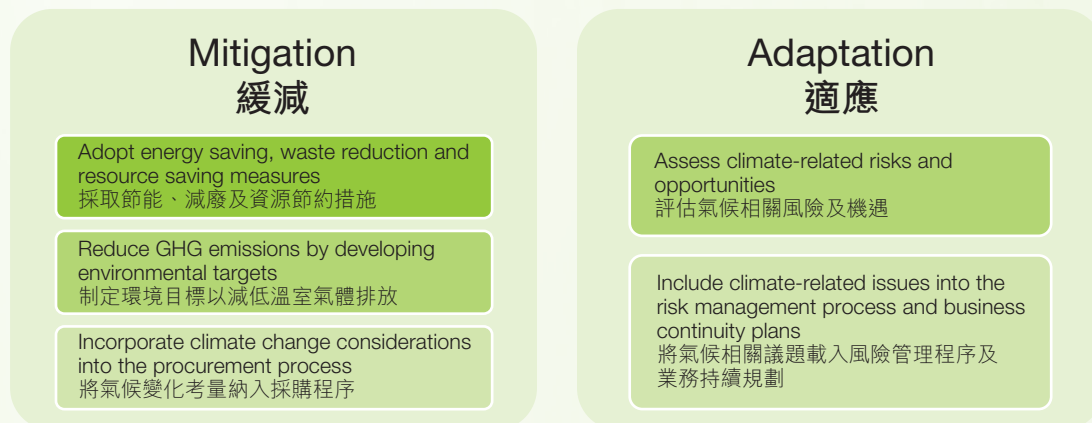 Mitigation
緩減
Adopt energy saving, waste reduction and
resource saving measures
採取節能、減廢及資源節約措施
Reduce GHG emissions by developing
environmental targets
制定環境目標以減低溫室氣體排放
Incorporate climate change considerations
into the procurement process
將氣候變化考量納入採購程序
Adaptation
適應
Assess climate-related risks and
opportunities
評估氣候相關風險及機遇
Include climate-related issues into the
risk management process and business
continuity plans
將氣候相關議題載入風險管理程序及
業務持續規劃